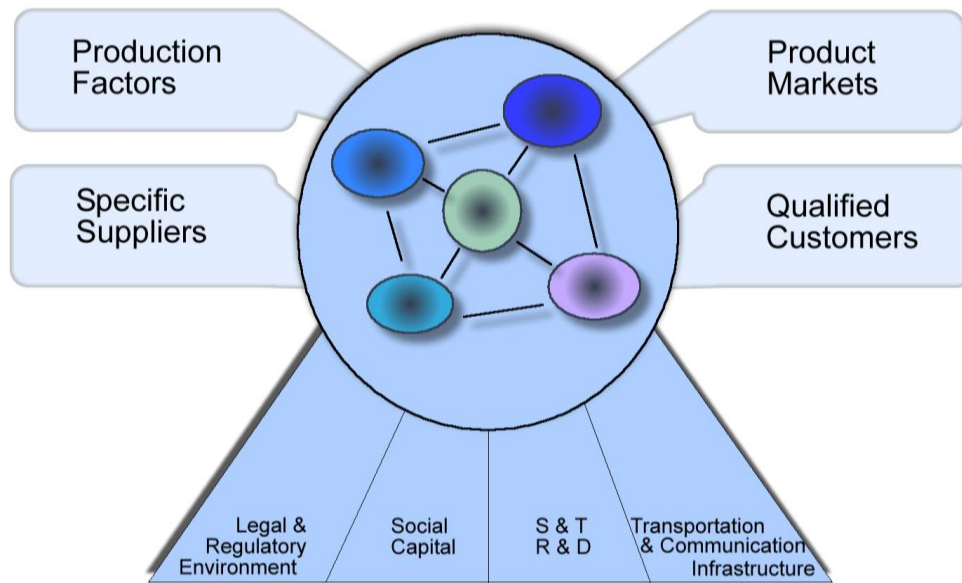 Production
Factors
Product
Markets
Specific
Suppliers
Qualified
Customers
Legal &
Regulatory
Environment
Social
Capital
S & T
R & D
Transportation
& Communication
Infrastructure